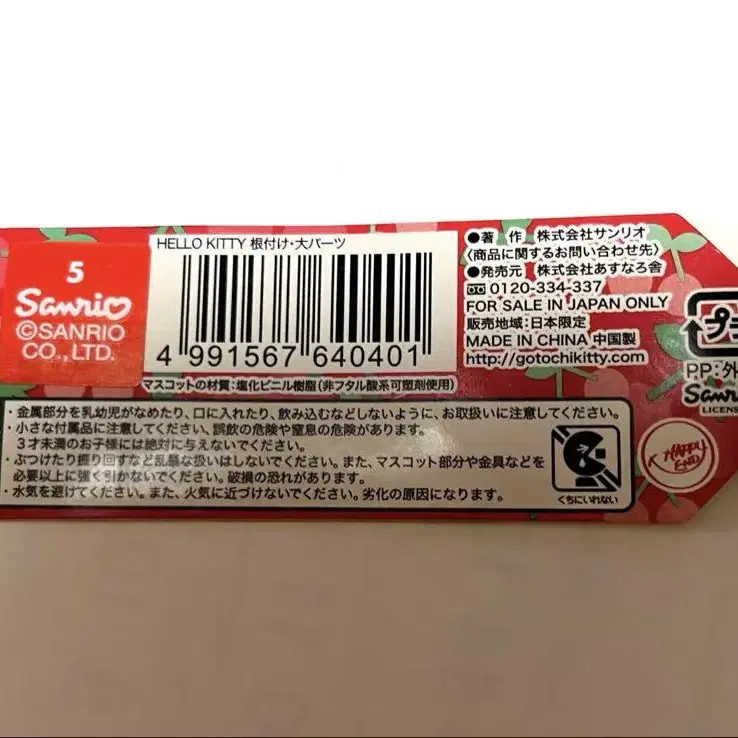 5
Sanrio
©SANRIO
CO.,LTD.
HELLO KITTY 根付け・大パーツ
4 991567 640401
マスコットの材質：塩化ビニル樹脂（非フタル酸系可塑剤使用）
●著 作 株式会社サンリオ
〈商品に関するお問い合わせ先〉
●発売元 株式会社あすなろ舎
0120-334-337
FOR SALE IN JAPAN ONLY
販売地域：日本限定
MADE IN CHINA 中国製
http://gotochikitty.com
プラ
PP：外
Sanrio
LICENS
・金属部分を乳幼児がなめたり、口に入れたり、飲み込むなどしないように、お取扱いに注意してください。
・小さな付属品に注意してください、誤飲の危険や窒息の危険があります。
３才未満のお子様には絶対に与えないでください。
・ぶつけたり振り回すなど乱暴な扱いはしないでください。また、マスコット部分や金具などを
必要以上に強く引かないでください。破損の恐れがあります。
・水気を避けてください。また、火気に近づけないでください。劣化の原因になります。
くちにいれない
HAPPY
END